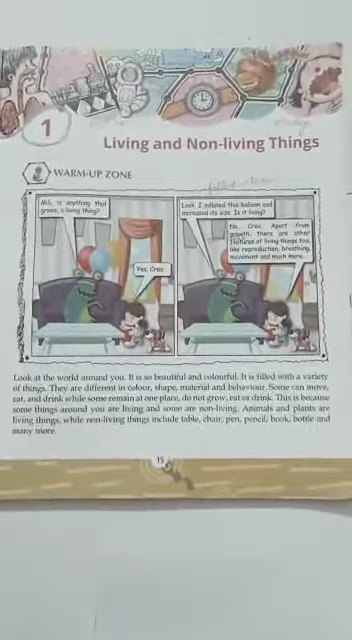 1
Living and Non-living Things
WARM-UP ZONE
Mili, is anything that
grows, a living thing?
Yes, Crox.
Look, I inflated this balloon and
increased its size. Is it living?
No, Crox. Apart from
growth, there are other
features of living things too,
like reproduction, breathing,
movement and much more.
Look at the world around you. It is so beautiful and colourful. It is filled with a variety
of things. They are different in colour, shape, material and behaviour. Some can move,
eat, and drink while some remain at one place, do not grow, eat or drink. This is because
some things around you are living and some are non-living. Animals and plants are
living things, while non-living things include table, chair, pen, pencil, book, bottle and
many more.
15